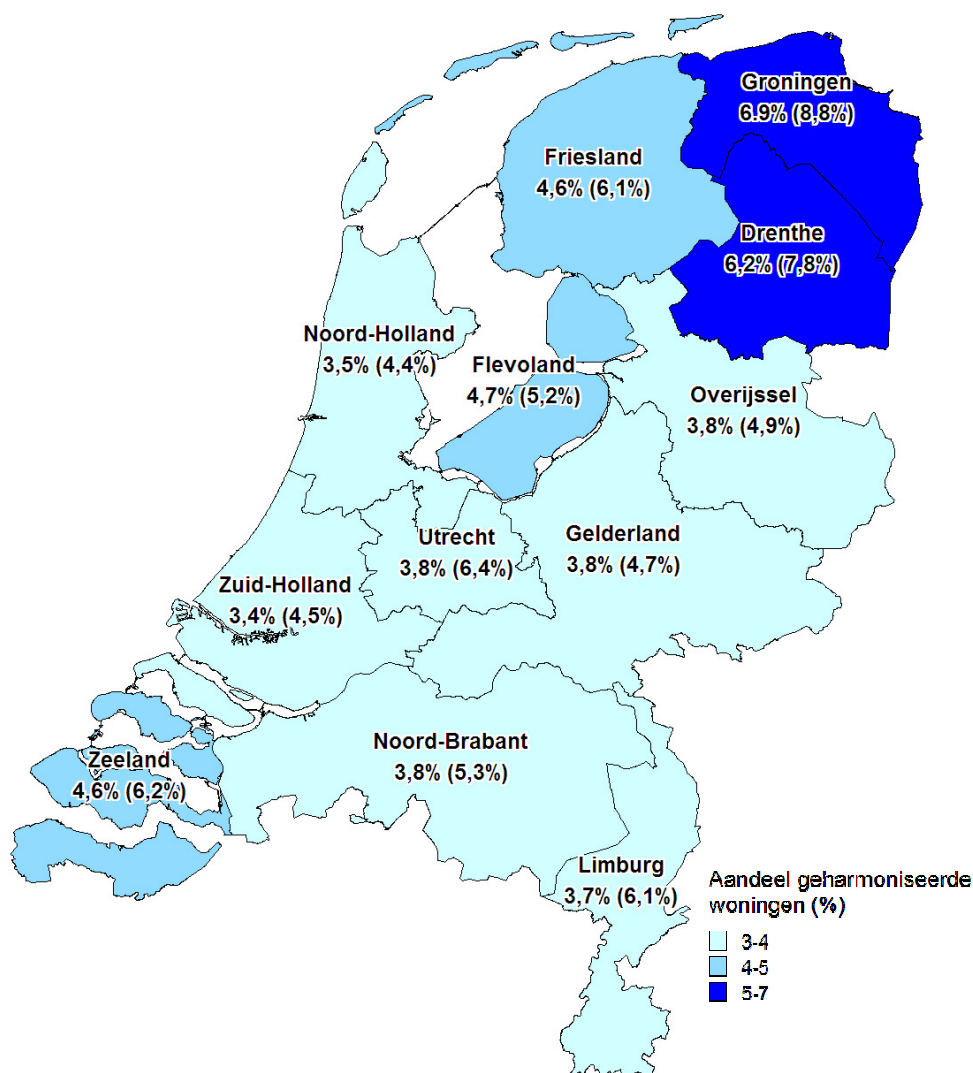 Groningen
6.9% (8,8%)
Friesland
4,6% (6,1%)
Drenthe
6,2% (7,8%)
Noord-Holland
3,5% (4,4%)
Flevoland
4,7% (5,2%)
Overijssel
3,8% (4,9%)
Utrecht
3,8% (6,4%)
Gelderland
3,8% (4,7%)
Zuid-Holland
3,4% (4,5%)
Noord-Brabant
3,8% (5,3%)
Zeeland
4,6% (6,2%)
Limburg
3,7% (6,1%)
Aandeel geharmoniseerde
woningen (%)
3-4
4-5
5-7